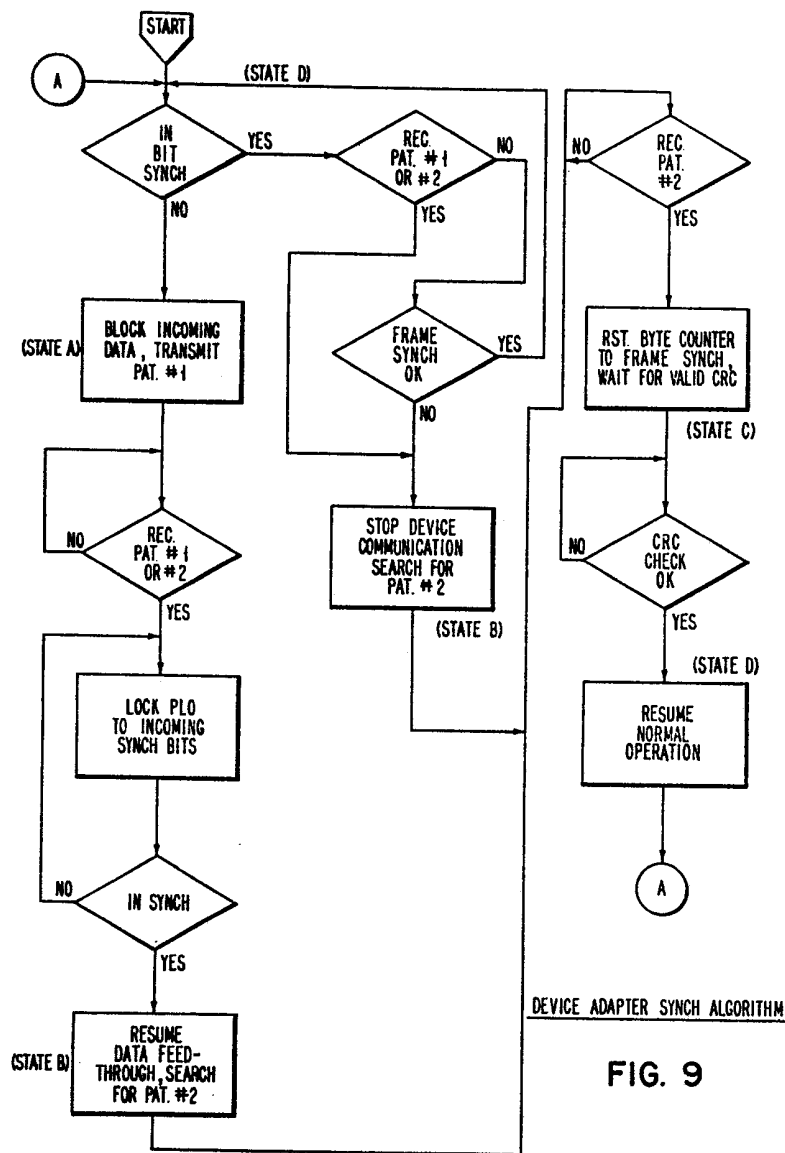 START
A
(STATE D)
IN
BIT
SYNCH
YES
NO
REC.
PAT. #1
OR #2
NO
YES
NO
REC.
PAT.
#2
YES
(STATE A)
BLOCK INCOMING
DATA, TRANSMIT
PAT. #1
FRAME
SYNCH
OK
YES
NO
RST. BYTE COUNTER
TO FRAME SYNCH,
WAIT FOR VALID CRC
(STATE C)
NO
REC.
PAT. #1
OR #2
YES
STOP DEVICE
COMMUNICATION
SEARCH FOR
PAT. #2
(STATE B)
NO
CRC
CHECK
OK
YES
(STATE D)
LOCK PLO
TO INCOMING
SYNCH BITS
RESUME
NORMAL
OPERATION
NO
IN SYNCH
YES
A
(STATE B)
RESUME
DATA FEED-
THROUGH, SEARCH
FOR PAT. #2
DEVICE ADAPTER SYNCH ALGORITHM
FIG. 9